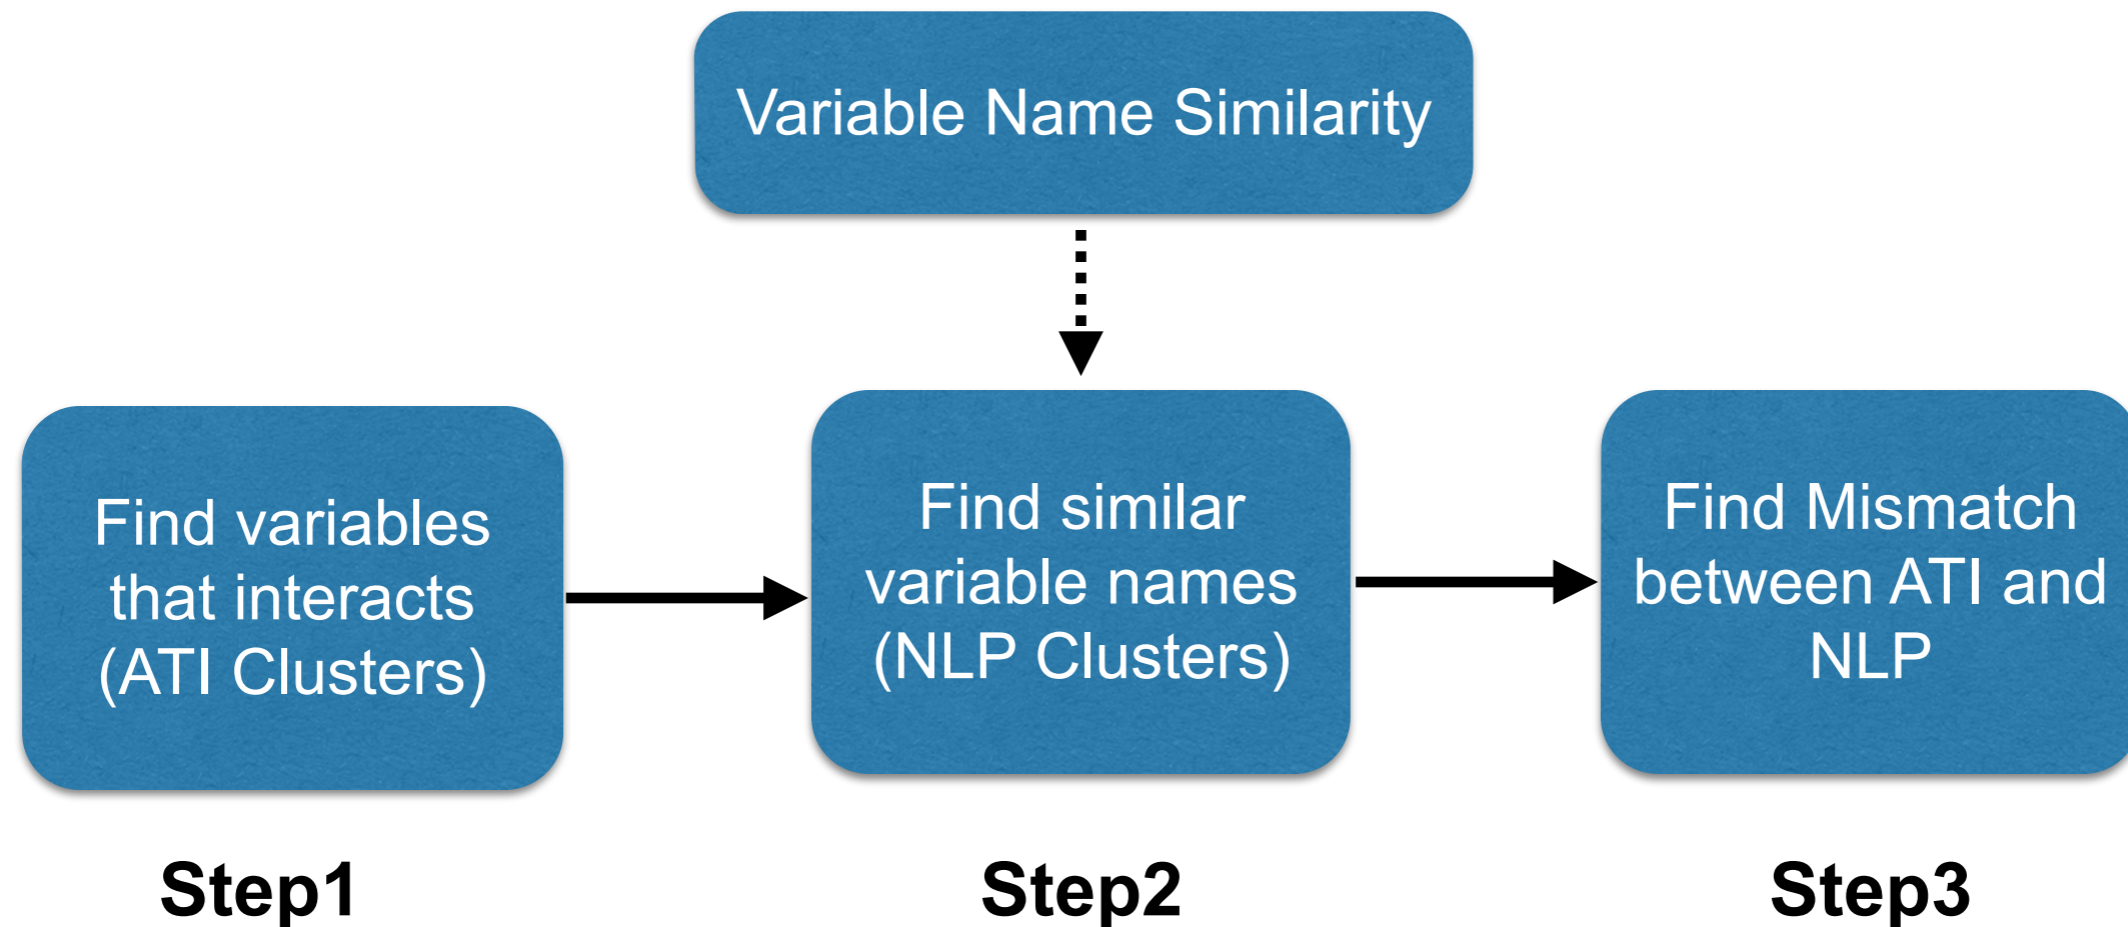 Variable Name Similarity
Find variables
that interacts
(ATI Clusters)
Find similar
variable names
(NLP Clusters)
Find Mismatch
between ATI and
NLP
Step1
Step2
Step3